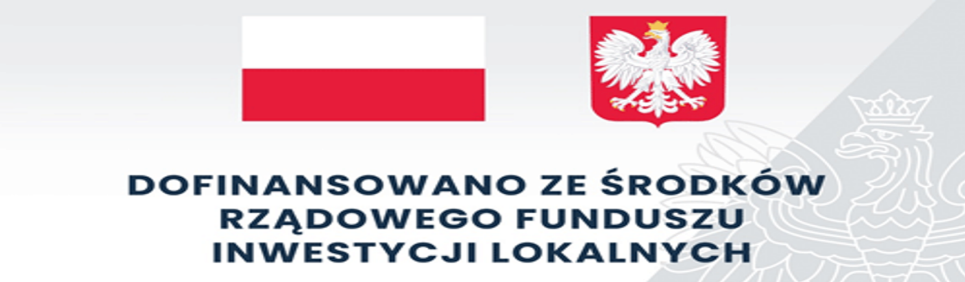 DOFINANSOWANO ZE ŚRODKÓW
RZĄDOWEGO FUNDUSZU
INWESTYCJI LOKALNYCH